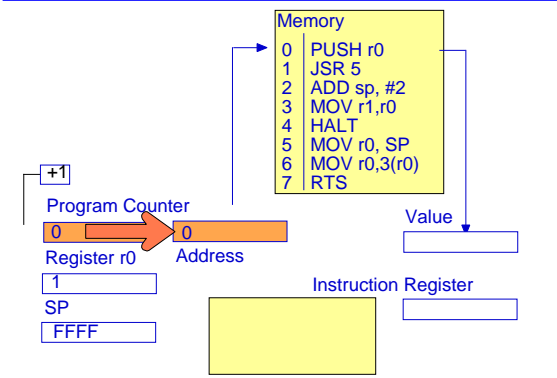 Memory
0 PUSH r0
1 JSR 5
2 ADD sp, #2
3 MOV r1,r0
4 HALT
5 MOV r0, SP
6 MOV r0,3(r0)
7 RTS
+1
Program Counter
0
0
Address
Register r0
1
SP
FFFF
Value
Instruction Register